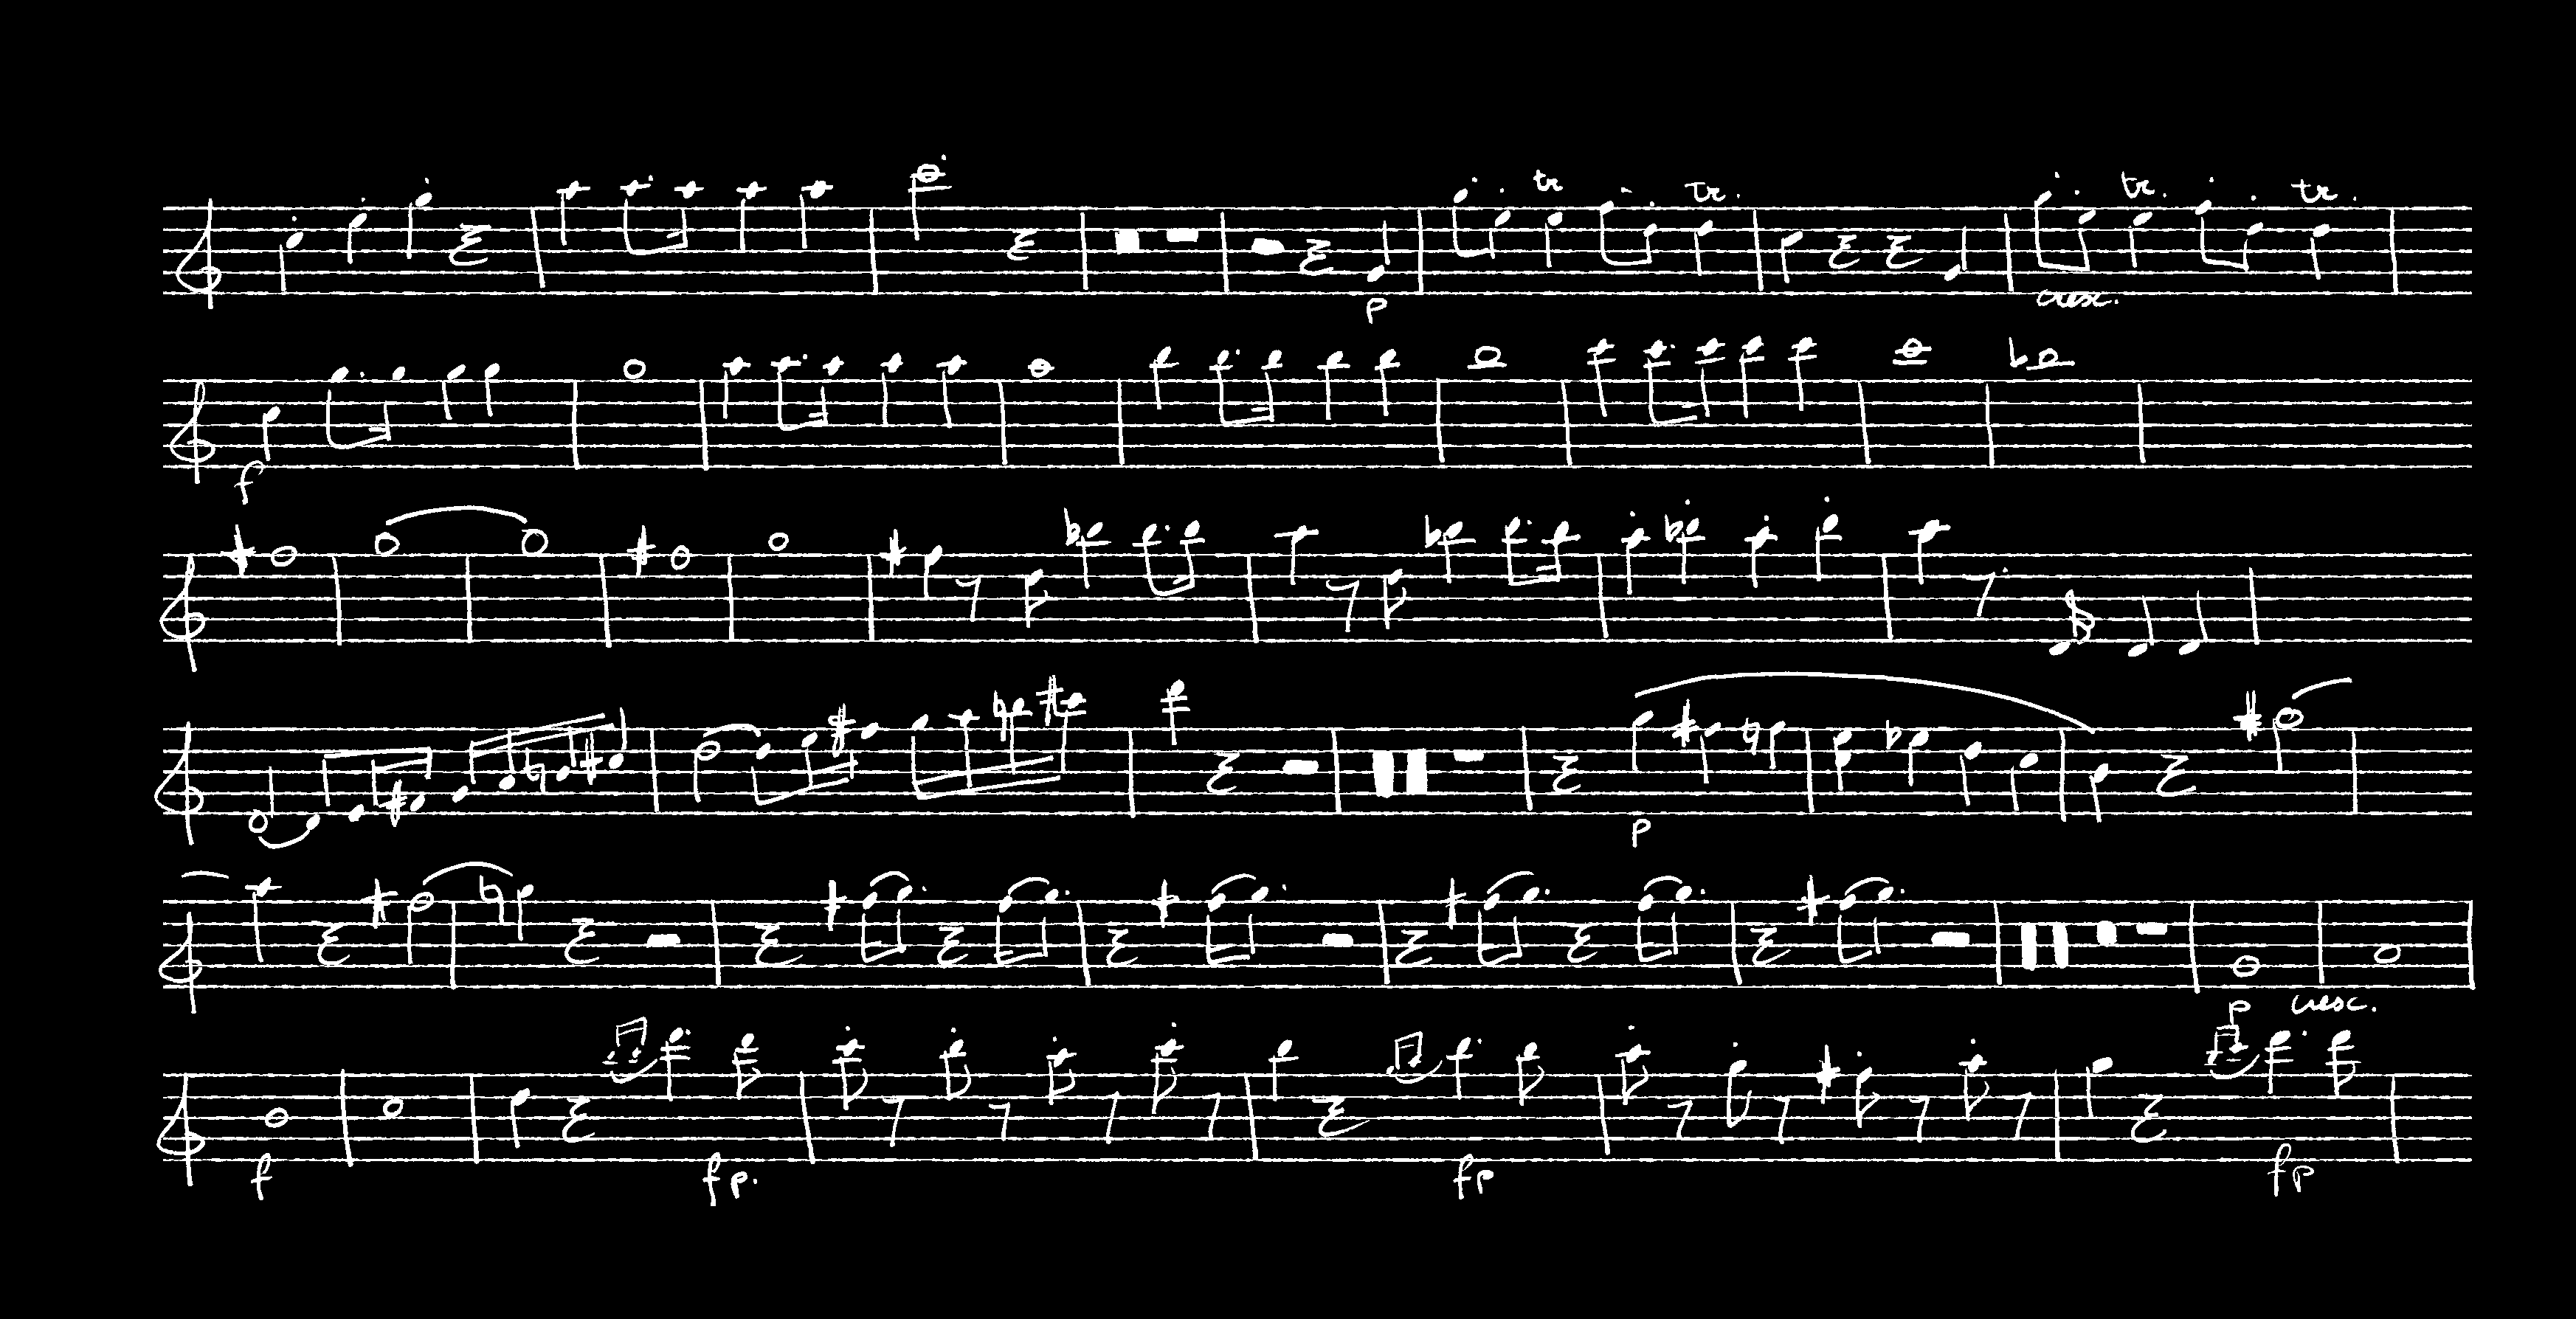 tr tr. tr. tr.
p cresc.
f
p
p cresc.
f fp. fp fp